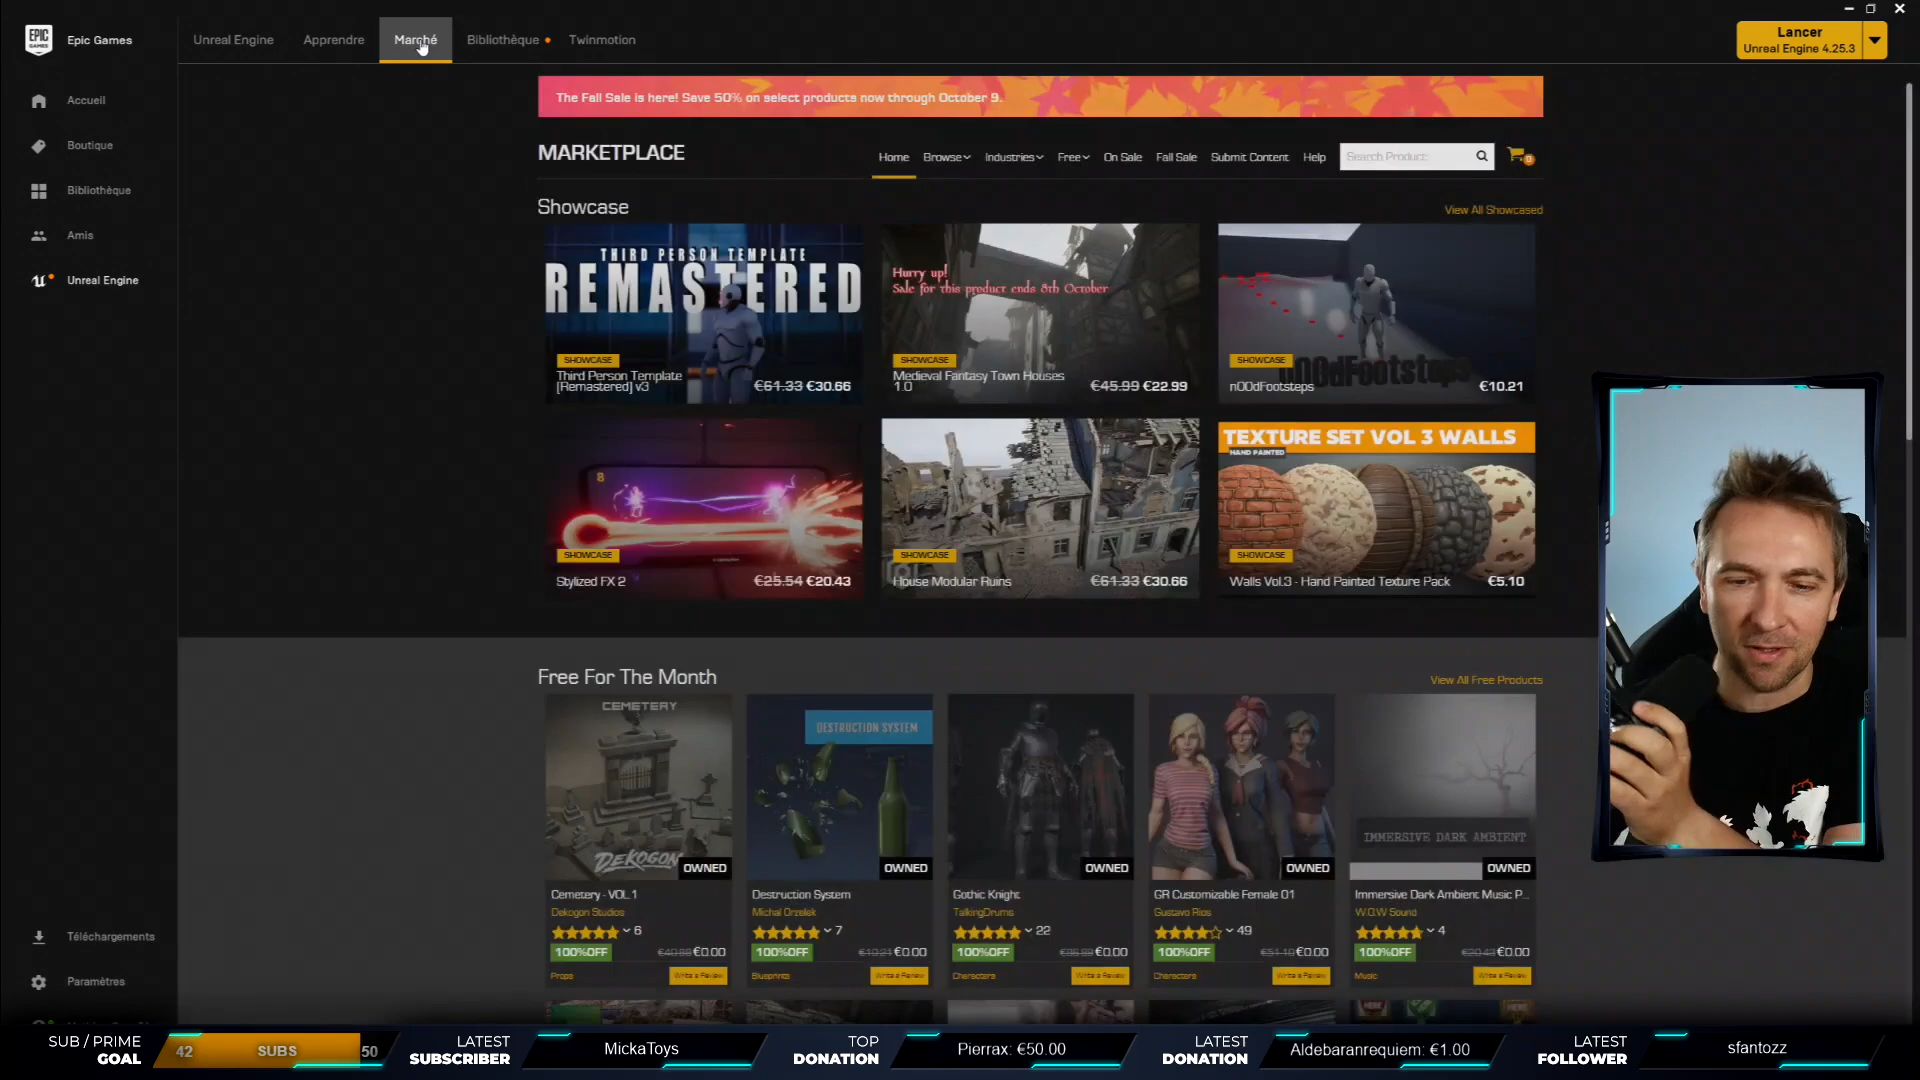 EPIC GAMES
Epic Games
Unreal Engine
Apprendre
Marché
Bibliothèque
Twinmotion
Lancer
Unreal Engine 4.25.3
Accueil
Boutique
Bibliothèque
Amis
Unreal Engine
Téléchargements
Paramètres
The Fall Sale is here! Save 50% on select products now through October 9.
MARKETPLACE
Home
Browse
Industries
Free
On Sale
Fall Sale
Submit Content
Help
Search Product:
0
Showcase
View All Showcased
THIRD PERSON TEMPLATE
REMASTERED
SHOWCASE
Third Person Template
[Remastered] v3
€61.33 €30.66
Hurry up!
Sale for this product ends 8th October
SHOWCASE
Medieval Fantasy Town Houses
1.0
€45.99 €22.99
n00dFootsteps
SHOWCASE
n00dFootsteps
€10.21
8
SHOWCASE
Stylized FX 2
€25.54 €20.43
SHOWCASE
House Modular Ruins
€61.33 €30.66
TEXTURE SET VOL 3 WALLS
HAND PAINTED
SHOWCASE
Walls Vol.3 - Hand Painted Texture Pack
€5.10
Free For The Month
View All Free Products
CEMETERY
DEKOGON
OWNED
Cemetery - VOL.1
Dekogon Studios
6
100%OFF
€40.88 €0.00
Props
Write a Review
DESTRUCTION SYSTEM
OWNED
Destruction System
Michal Orzelek
7
100%OFF
€10.21 €0.00
Blueprints
Write a Review
OWNED
Gothic Knight
TalkingDrums
22
100%OFF
€0.00
Characters
Write a Review
OWNED
GR Customizable Female 01
Gustavo Rios
49
100%OFF
€51.10 €0.00
Characters
Write a Review
IMMERSIVE DARK AMBIENT
OWNED
Immersive Dark Ambient Music P...
W.O.W Sound
4
100%OFF
€20.43 €0.00
Music
Write a Review
SUB / PRIME
GOAL
42
SUBS
50
LATEST
SUBSCRIBER
MickaToys
TOP
DONATION
Pierrax: €50.00
LATEST
DONATION
Aldebaranrequiem: €1.00
LATEST
FOLLOWER
sfantozz